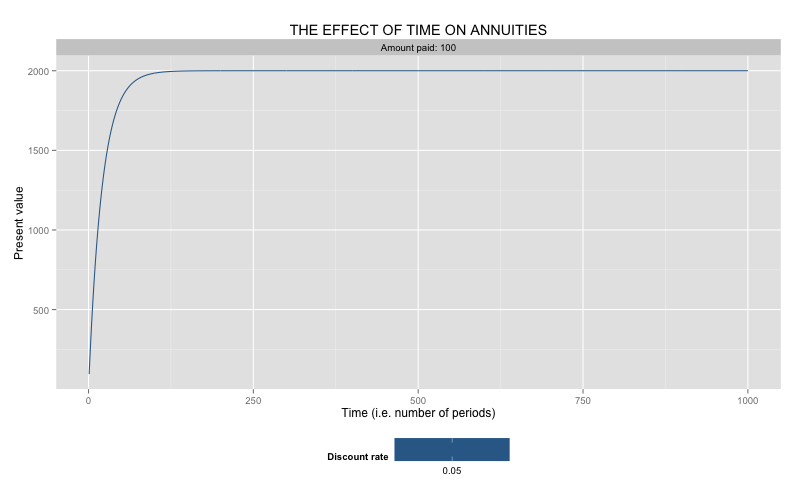 THE EFFECT OF TIME ON ANNUITIES
Amount paid: 100
2000
1500
1000
500
Present value
0 250 500 750 1000
Time (i.e. number of periods)
Discount rate
0.05